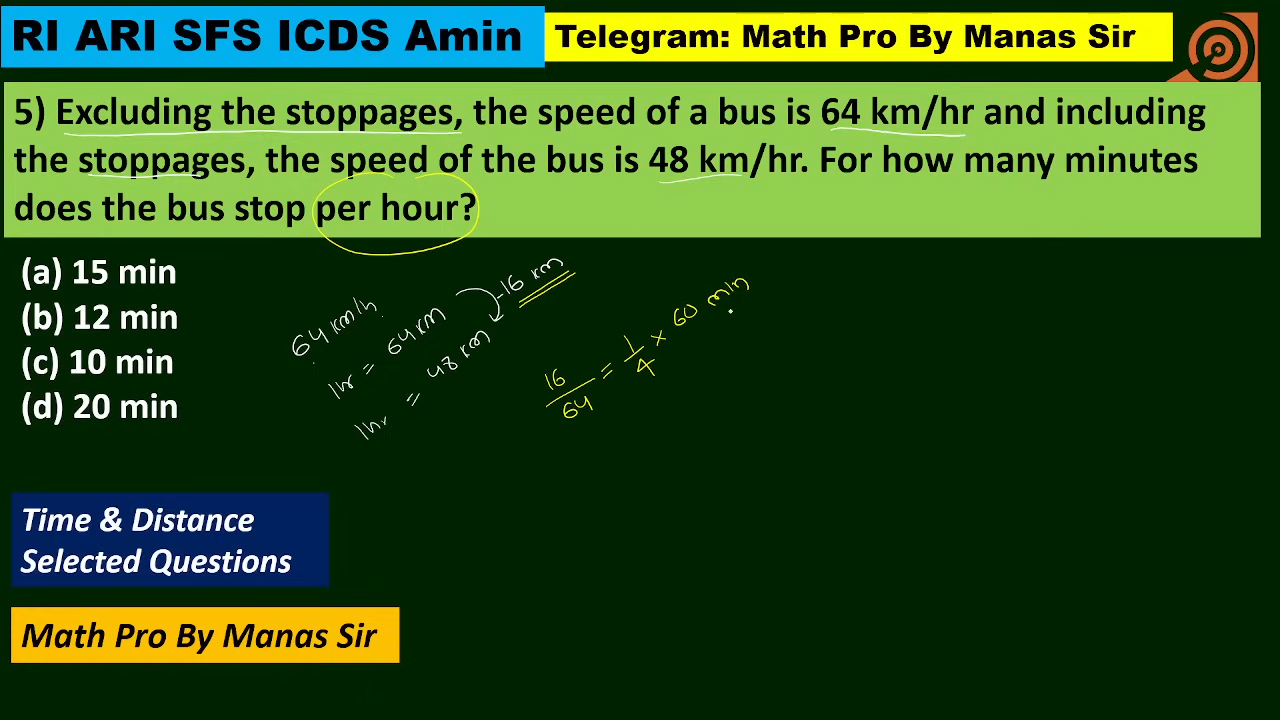 RI ARI SFS ICDS Amin
Telegram: Math Pro By Manas Sir
5) Excluding the stoppages, the speed of a bus is 64 km/hr and including
the stoppages, the speed of the bus is 48 km/hr. For how many minutes
does the bus stop per hour?
(a) 15 min
(b) 12 min
(c) 10 min
(d) 20 min
64 km/h
1hr = 64 km
-16 km
1hr = 48 km
16/64 = 1/4 × 60 min
Time & Distance
Selected Questions
Math Pro By Manas Sir